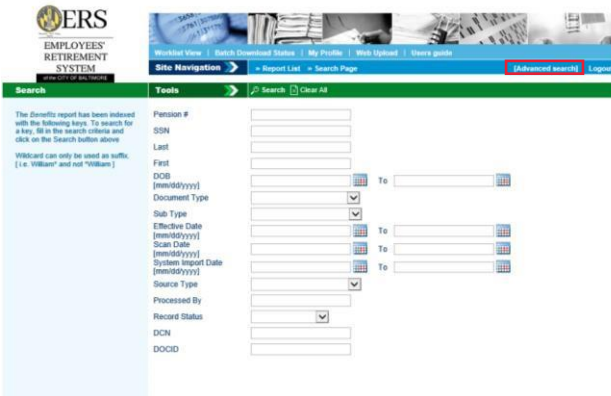 ERS
EMPLOYEES'
RETIREMENT
SYSTEM
of the CITY OF BALTIMORE
Worklist View | Batch Download Status | My Profile | Web Upload | Users guide
Site Navigation » Report List » Search Page [Advanced search] Logou
Search Tools Search Clear All
The Benefits report has been indexed
with the following keys. To search for
a key, fill in the search criteria and
click on the Search button above
Wildcard can only be used as suffix.
[ i.e. William* and not *William ]
Pension #
SSN
Last
First
DOB
[mm/dd/yyyy] To
Document Type
Sub Type
Effective Date
[mm/dd/yyyy] To
Scan Date
[mm/dd/yyyy] To
System Import Date
[mm/dd/yyyy] To
Source Type
Processed By
Record Status
DCN
DOCID